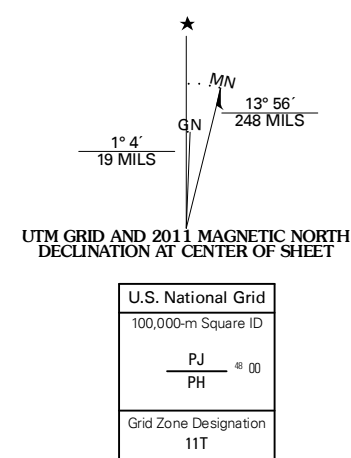 ★
MN
13° 56´
248 MILS
GN
1° 4´
19 MILS
UTM GRID AND 2011 MAGNETIC NORTH
DECLINATION AT CENTER OF SHEET
U.S. National Grid
100,000-m Square ID
PJ
48 00
PH
Grid Zone Designation
11T